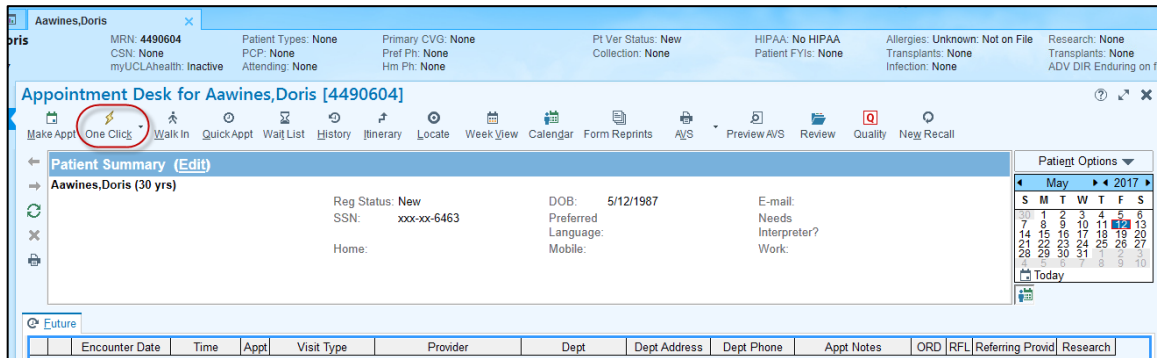 Aawines,Doris
oris MRN: 4490604 Patient Types: None Primary CVG: None Pt Ver Status: New HIPAA: No HIPAA Allergies: Unknown: Not on File Research: None
CSN: None PCP: None Pref Ph: None Collection: None Patient FYIs: None Transplants: None Transplants: None
myUCLAhealth: Inactive Attending: None Hm Ph: None Infection: None ADV DIR Enduring on f
Appointment Desk for Aawines,Doris [4490604]
Make Appt One Click Walk In Quick Appt Wait List History Itinerary Locate Week View Calendar Form Reprints AVS Preview AVS Review Quality New Recall
Patient Summary (Edit) Patient Options
Aawines,Doris (30 yrs)
Reg Status: New DOB: 5/12/1987 E-mail:
SSN: xxx-xx-6463 Preferred Language: Needs Interpreter?
Home: Mobile: Work:
May 2017
S M T W T F S
30 1 2 3 4 5 6
7 8 9 10 11 12 13
14 15 16 17 18 19 20
21 22 23 24 25 26 27
28 29 30 31 1 2 3
4 5 6 7 8 9 10
Today
Future
Encounter Date Time Appt Visit Type Provider Dept Dept Address Dept Phone Appt Notes ORD RFL Referring Provid Research